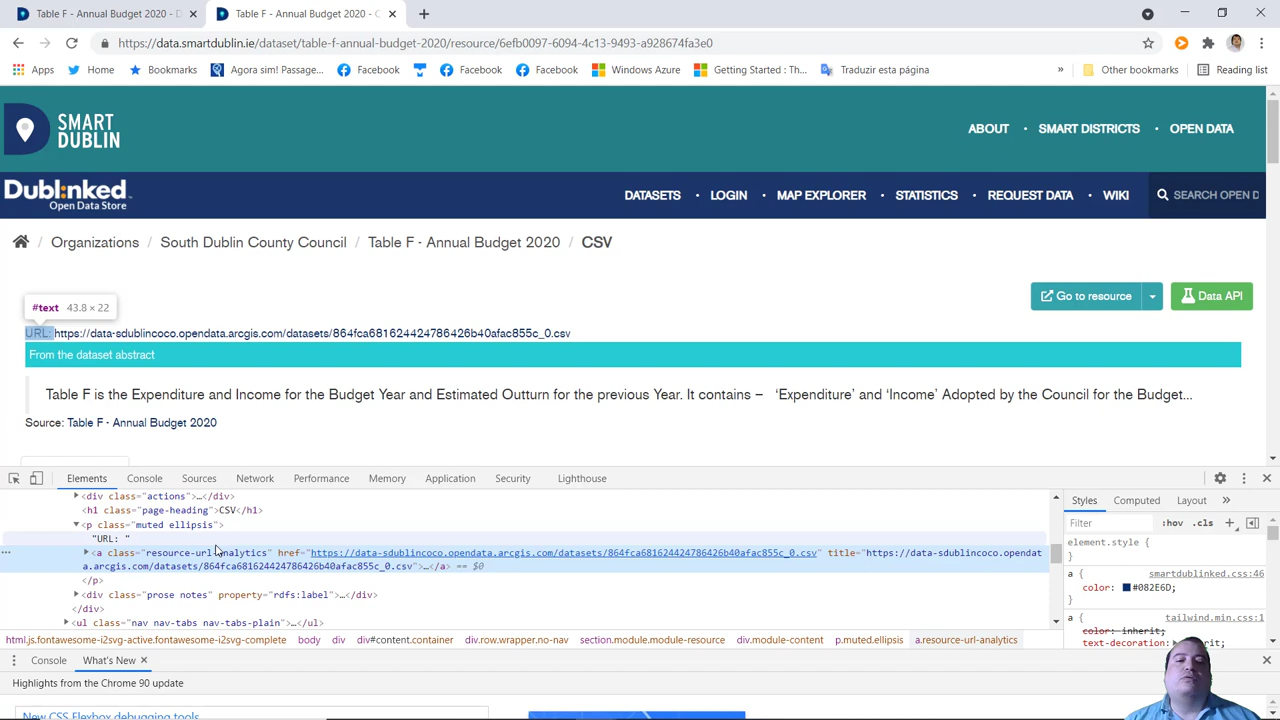 Table F - Annual Budget 2020 - D
Table F - Annual Budget 2020 - C
https://data.smartdublin.ie/dataset/table-f-annual-budget-2020/resource/6efb0097-6094-4c13-9493-a928674fa3e0
Apps Home Bookmarks Agora sim! Passage... Facebook Facebook Facebook Windows Azure Getting Started : Th... Traduzir esta página » Other bookmarks Reading list
SMART
DUBLIN
ABOUT · SMART DISTRICTS · OPEN DATA
Dublinked
Open Data Store
DATASETS · LOGIN · MAP EXPLORER · STATISTICS · REQUEST DATA · WIKI
SEARCH OPEN D
/ Organizations / South Dublin County Council / Table F - Annual Budget 2020 / CSV
Go to resource
Data API
#text 43.8 × 22
URL: https://data-sdublincoco.opendata.arcgis.com/datasets/864fca681624424786426b40afac855c_0.csv
From the dataset abstract
Table F is the Expenditure and Income for the Budget Year and Estimated Outturn for the previous Year. It contains – ‘Expenditure’ and ‘Income’ Adopted by the Council for the Budget...
Source: Table F - Annual Budget 2020
Elements Console Sources Network Performance Memory Application Security Lighthouse
<div class="actions">…</div>
<h1 class="page-heading">CSV</h1>
<p class="muted ellipsis">
"URL: "
<a class="resource-url-analytics" href="https://data-sdublincoco.opendata.arcgis.com/datasets/864fca681624424786426b40afac855c_0.csv" title="https://data-sdublincoco.opendat
a.arcgis.com/datasets/864fca681624424786426b40afac855c_0.csv">…</a> == $0
</p>
<div class="prose notes" property="rdfs:label">…</div>
</div>
<ul class="nav nav-tabs nav-tabs-plain">…</ul>
html.js.fontawesome-i2svg-active.fontawesome-i2svg-complete body div div#content.container div.row.wrapper.no-nav section.module.module-resource div.module-content p.muted.ellipsis a.resource-url-analytics
Styles Computed Layout »
Filter :hov .cls +
element.style {
}
a { smartdublinked.css:46
color: #082E6D;
}
a { tailwind.min.css:1
color: inherit;
text-decoration:
Console What's New
Highlights from the Chrome 90 update
New CSS Flexbox debugging tools